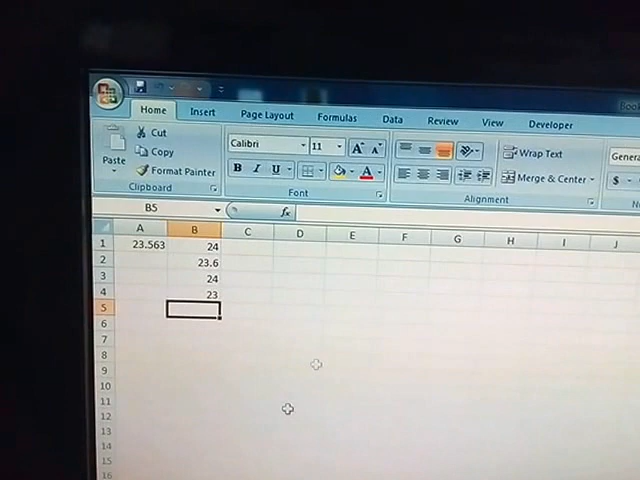 Book
Home Insert Page Layout Formulas Data Review View Developer
Cut
Calibri 11 A A Wrap Text Genera
Copy
Paste B I U A Merge & Center $
Format Painter
Clipboard Font Alignment
B5 fx
A B C D E F G H I J
1 23.563 24
2 23.6
3 24
4 23
5
6
7
8
9
10
11
12
13
14
15
16